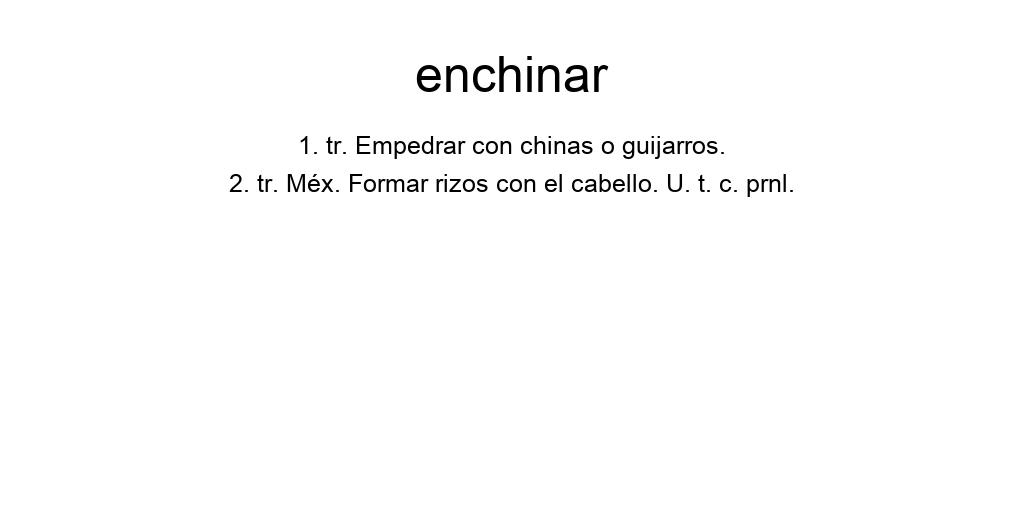 enchinar
1. tr. Empedrar con chinas o guijarros.
2. tr. Méx. Formar rizos con el cabello. U. t. c. prnl.